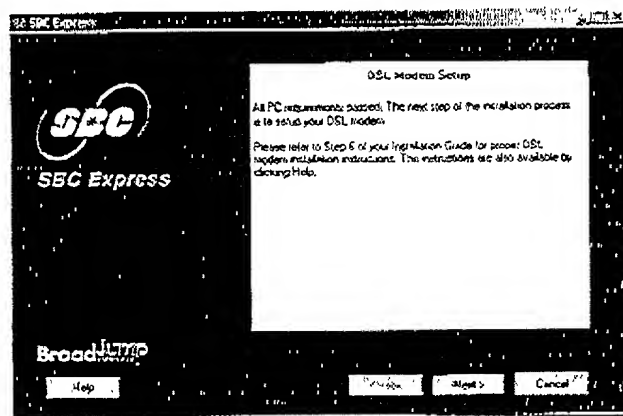 SBC Express
DSL Modem Setup
All PC requirements passed. The next step of the installation process
is to setup your DSL modem.
Please refer to Step 6 of your Installation Guide for proper DSL
modem installation instructions. The instructions are also available by
clicking Help.
SBC
SBC Express
BroadJump
Help
Next >
Cancel